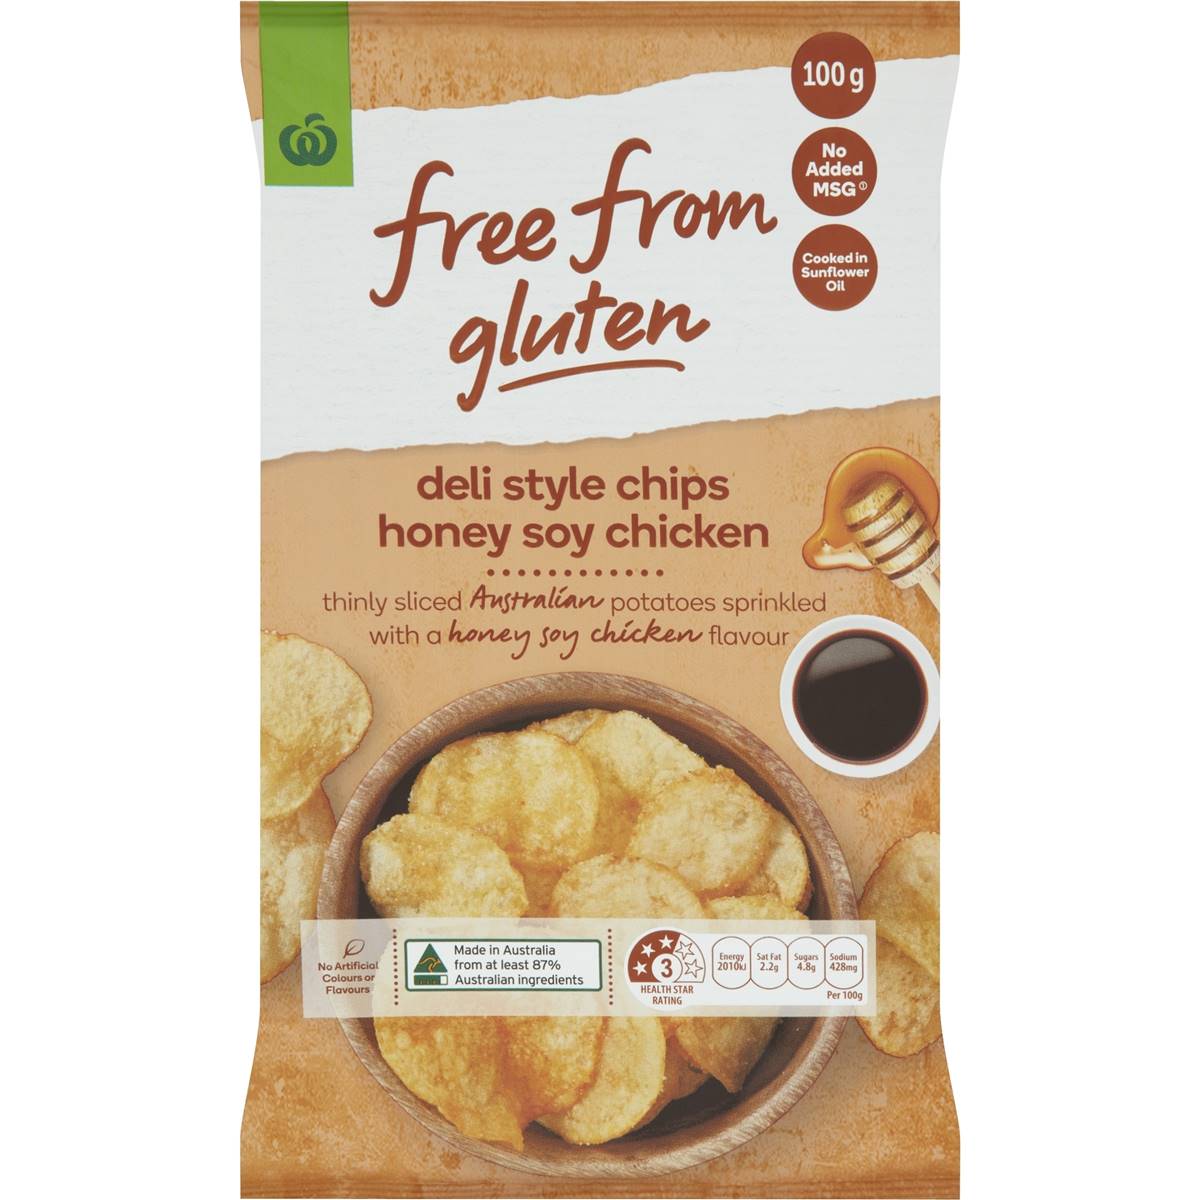 100 g
No
Added
MSG
Cooked in
Sunflower
Oil
free from
gluten
deli style chips
honey soy chicken
thinly sliced Australian potatoes sprinkled
with a honey soy chicken flavour
No Artificial
Colours or
Flavours
Made in Australia
from at least 87%
Australian ingredients
3
HEALTH STAR
RATING
Energy
2010kJ
Sat Fat
2.2g
Sugars
4.8g
Sodium
428mg
Per 100g